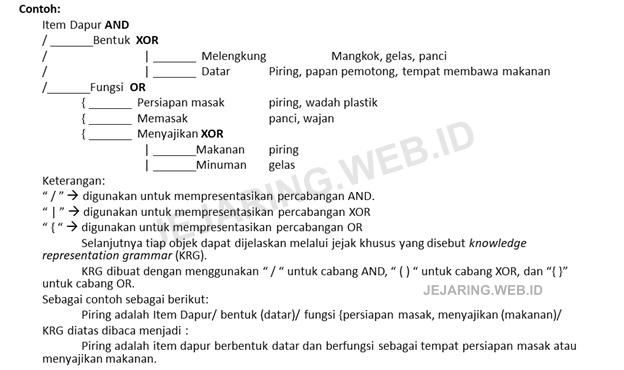 Contoh:
Item Dapur AND
/ _______Bentuk XOR
/ | _______ Melengkung Mangkok, gelas, panci
/ | _______ Datar Piring, papan pemotong, tempat membawa makanan
/_______Fungsi OR
{ _______ Persiapan masak piring, wadah plastik
{ _______ Memasak panci, wajan
{ _______ Menyajikan XOR
| _______Makanan piring
| _______Minuman gelas
Keterangan:
“ / ” → digunakan untuk mempresentasikan percabangan AND.
“ | ” → digunakan untuk mempresentasikan percabangan XOR
“ { “ → digunakan untuk mempresentasikan percabangan OR
Selanjutnya tiap objek dapat dijelaskan melalui jejak khusus yang disebut knowledge
representation grammar (KRG).
KRG dibuat dengan menggunakan “ / “ untuk cabang AND, “ ( ) “ untuk cabang XOR, dan “{ }”
untuk cabang OR.
JEJARING.WEB.ID
Sebagai contoh sebagai berikut:
Piring adalah Item Dapur/ bentuk (datar)/ fungsi {persiapan masak, menyajikan (makanan)/
KRG diatas dibaca menjadi :
Piring adalah item dapur berbentuk datar dan berfungsi sebagai tempat persiapan masak atau
menyajikan makanan.
JEJARING.WEB.ID